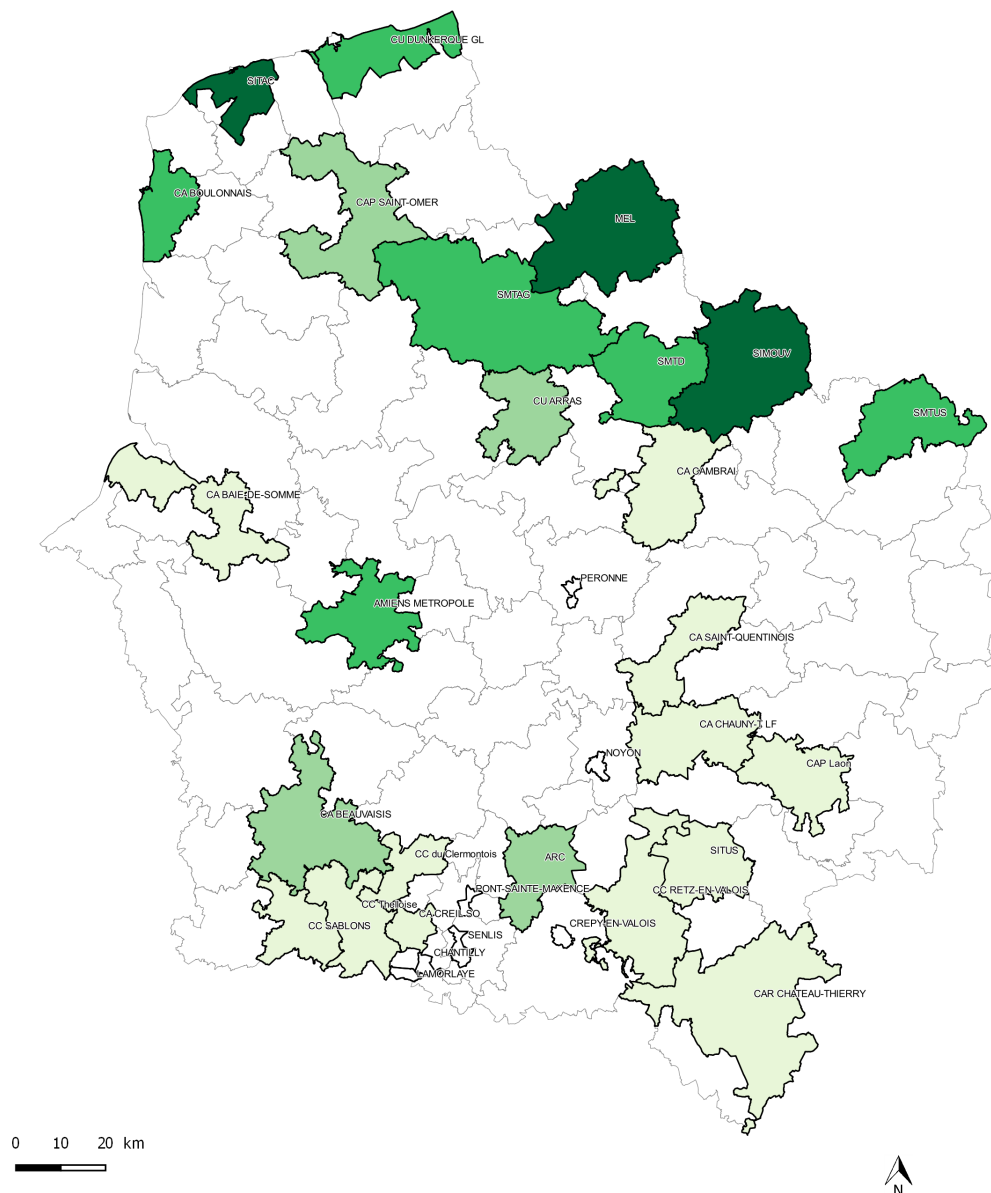 CU DUNKERQUE GL
SITAC
CA BOULONNAIS
CAP SAINT-OMER
MEL
SMTAG
SIMOUV
SMTD
CU ARRAS
SMTUS
CA CAMBRAI
CA BAIE-DE-SOMME
PERONNE
AMIENS METROPOLE
CA SAINT-QUENTINOIS
CA CHAUNY-T LF
NOYON
CAP Laon
CA BEAUVAISIS
CC du Clermontois
ARC
SITUS
PONT-SAINTE-MAXENCE
CC RETZ-EN-VALOIS
CC Thelloise
CA CREIL SO
CC SABLONS
CREPY-EN-VALOIS
SENLIS
CHANTILLY
LAMORLAYE
CAR CHATEAU-THIERRY
0 10 20 km
N